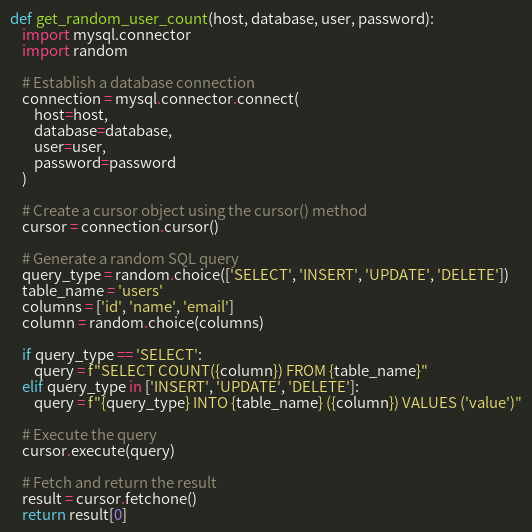 def get_random_user_count(host, database, user, password):
    import mysql.connector
    import random

    # Establish a database connection
    connection = mysql.connector.connect(
        host=host,
        database=database,
        user=user,
        password=password
    )

    # Create a cursor object using the cursor() method
    cursor = connection.cursor()

    # Generate a random SQL query
    query_type = random.choice(['SELECT', 'INSERT', 'UPDATE', 'DELETE'])
    table_name = 'users'
    columns = ['id', 'name', 'email']
    column = random.choice(columns)

    if query_type == 'SELECT':
        query = f"SELECT COUNT({column}) FROM {table_name}"
    elif query_type in ['INSERT', 'UPDATE', 'DELETE']:
        query = f"{query_type} INTO {table_name} ({column}) VALUES ('value')"

    # Execute the query
    cursor.execute(query)

    # Fetch and return the result
    result = cursor.fetchone()
    return result[0]